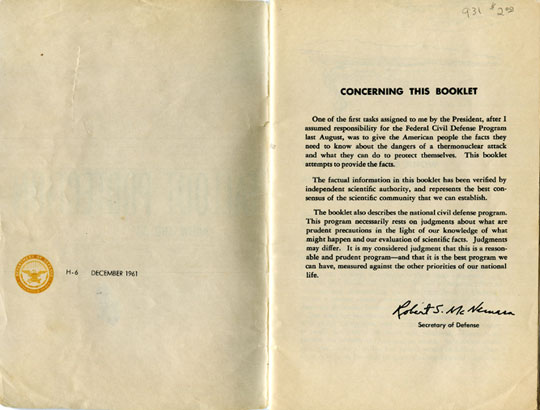 H-6 DECEMBER 1961
931 $2.00
CONCERNING THIS BOOKLET
One of the first tasks assigned to me by the President, after I
assumed responsibility for the Federal Civil Defense Program
last August, was to give the American people the facts they
need to know about the dangers of a thermonuclear attack
and what they can do to protect themselves. This booklet
attempts to provide the facts.
The factual information in this booklet has been verified by
independent scientific authority, and represents the best con-
sensus of the scientific community that we can establish.
The booklet also describes the national civil defense program.
This program necessarily rests on judgments about what are
prudent precautions in the light of our knowledge of what
might happen and our evaluation of scientific facts. Judgments
may differ. It is my considered judgment that this is a reason-
able and prudent program—and that it is the best program we
can have, measured against the other priorities of our national
life.
Robert S. McNamara
Secretary of Defense